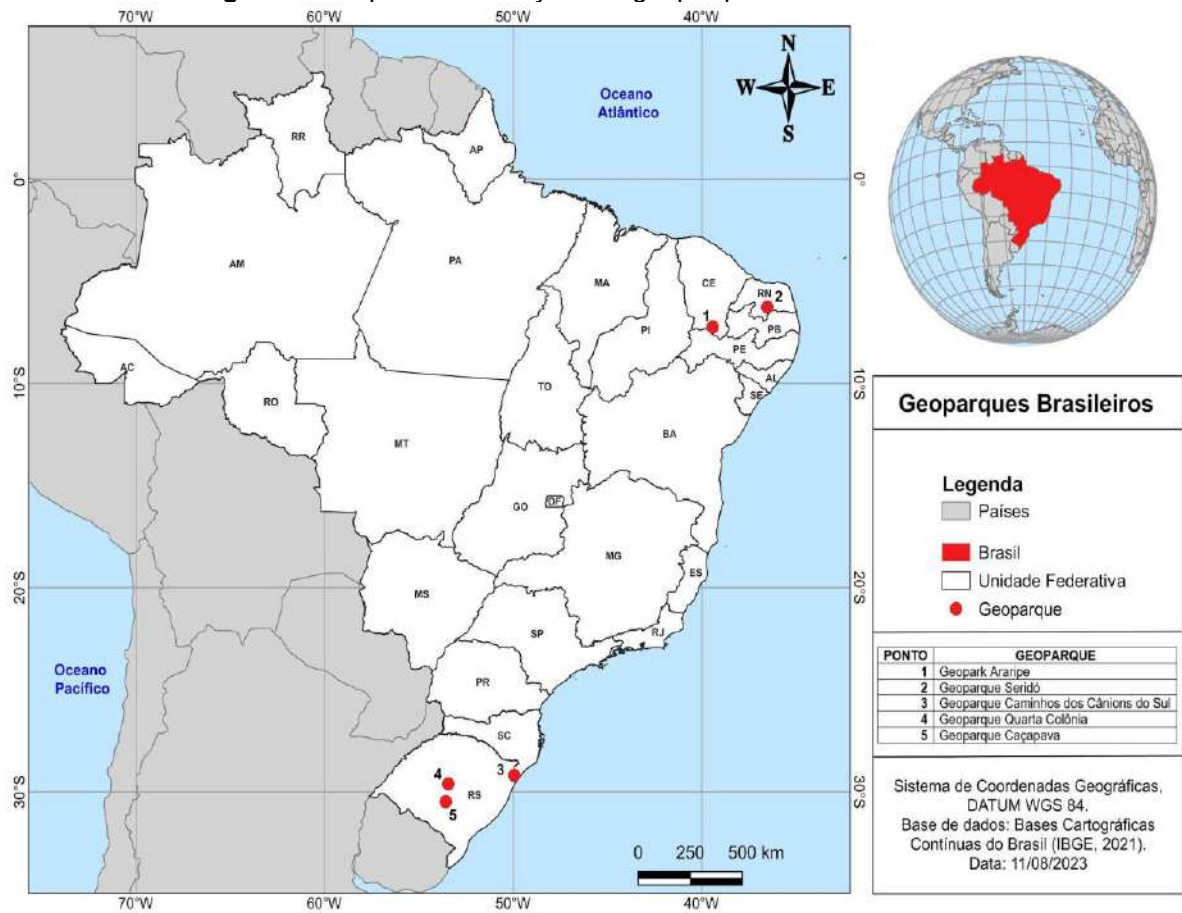 70°W 60°W 50°W 40°W
N
W E
S
Oceano
Atlântico
RR
AP
0° 0°
AM
PA
MA
CE
RN 2
1
PI
PB
PE
AC
AL
10°S 10°S
SE
TO
RO
BA
MT
GO
DF
MG
ES
20°S 20°S
MS
SP
RJ
Oceano
Pacífico
PR
SC
3
4
RS
5
30°S 30°S
0 250 500 km
70°W 60°W 50°W 40°W
Geoparques Brasileiros
Legenda
Países
Brasil
Unidade Federativa
Geoparque
PONTO GEOPARQUE
1 Geopark Araripe
2 Geoparque Seridó
3 Geoparque Caminhos dos Cânions do Sul
4 Geoparque Quarta Colônia
5 Geoparque Caçapava
Sistema de Coordenadas Geográficas,
DATUM WGS 84.
Base de dados: Bases Cartográficas
Contínuas do Brasil (IBGE, 2021).
Data: 11/08/2023